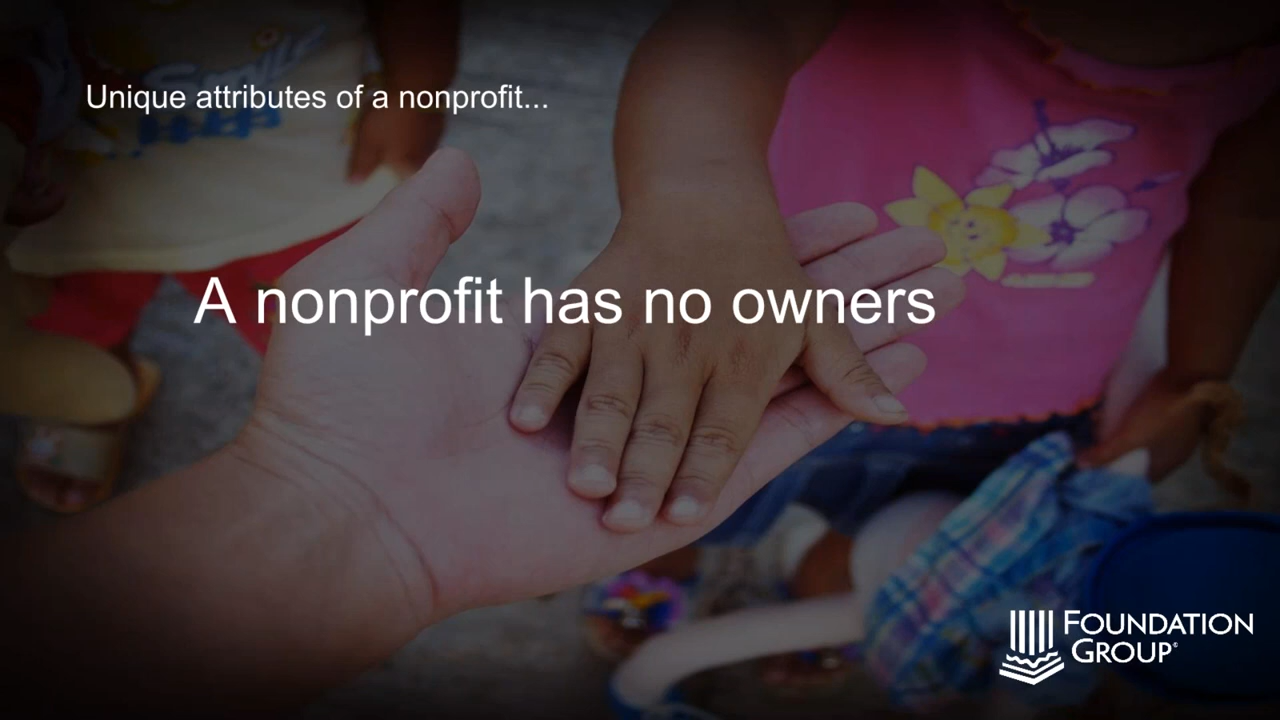 Unique attributes of a nonprofit...
A nonprofit has no owners
FOUNDATION
GROUP